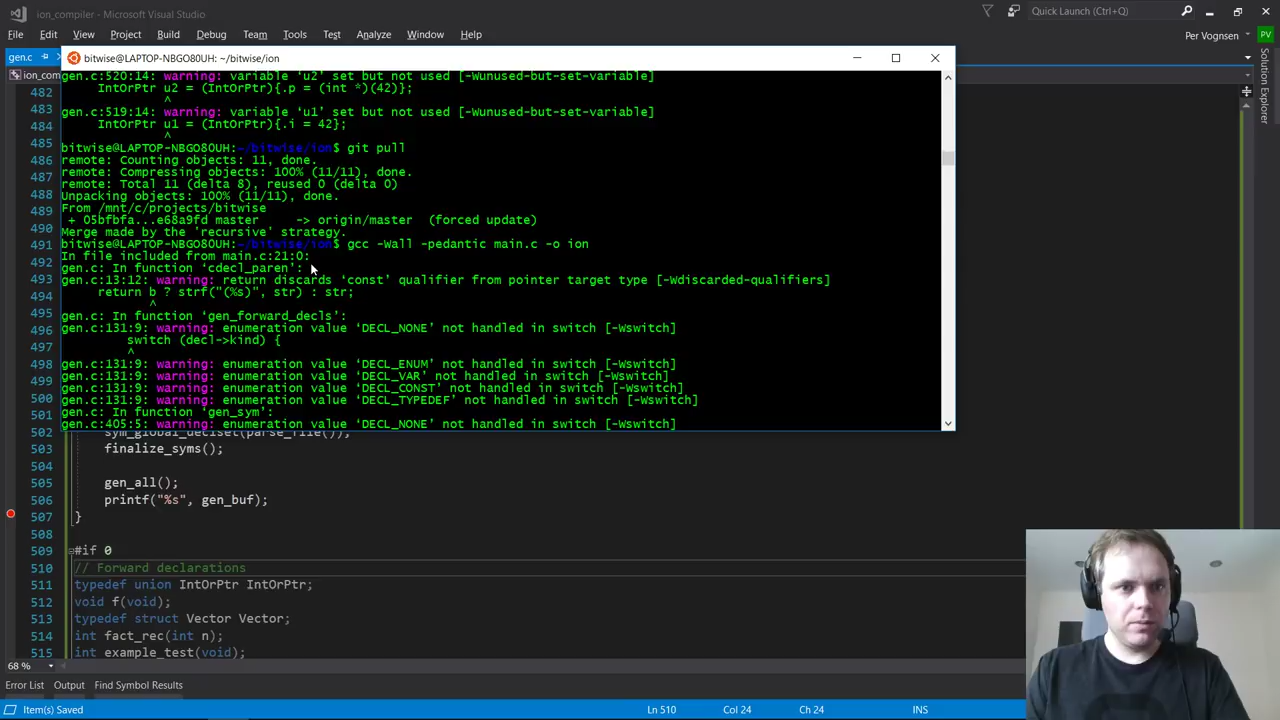 ion_compiler - Microsoft Visual Studio
Quick Launch (Ctrl+Q)
File Edit View Project Build Debug Team Tools Test Analyze Window Help
Per Vognsen
PV
gen.c
bitwise@LAPTOP-NBGO80UH: ~/bitwise/ion
ion_com
Solution Explorer
gen.c:520:14: warning: variable ‘u2’ set but not used [-Wunused-but-set-variable]
IntOrPtr u2 = (IntOrPtr){.p = (int *)(42)};
^
gen.c:519:14: warning: variable ‘u1’ set but not used [-Wunused-but-set-variable]
IntOrPtr u1 = (IntOrPtr){.i = 42};
^
bitwise@LAPTOP-NBGO80UH:~/bitwise/ion$ git pull
remote: Counting objects: 11, done.
remote: Compressing objects: 100% (11/11), done.
remote: Total 11 (delta 8), reused 0 (delta 0)
Unpacking objects: 100% (11/11), done.
From /mnt/c/projects/bitwise
+ 05bfbfa...e68a9fd master -> origin/master (forced update)
Merge made by the 'recursive' strategy.
bitwise@LAPTOP-NBGO80UH:~/bitwise/ion$ gcc -Wall -pedantic main.c -o ion
In file included from main.c:21:0:
gen.c: In function ‘cdecl_paren’:
gen.c:13:12: warning: return discards ‘const’ qualifier from pointer target type [-Wdiscarded-qualifiers]
return b ? strf("(%s)", str) : str;
^
gen.c: In function ‘gen_forward_decls’:
gen.c:131:9: warning: enumeration value ‘DECL_NONE’ not handled in switch [-Wswitch]
switch (decl->kind) {
^
gen.c:131:9: warning: enumeration value ‘DECL_ENUM’ not handled in switch [-Wswitch]
gen.c:131:9: warning: enumeration value ‘DECL_VAR’ not handled in switch [-Wswitch]
gen.c:131:9: warning: enumeration value ‘DECL_CONST’ not handled in switch [-Wswitch]
gen.c:131:9: warning: enumeration value ‘DECL_TYPEDEF’ not handled in switch [-Wswitch]
gen.c: In function ‘gen_sym’:
gen.c:405:5: warning: enumeration value ‘DECL_NONE’ not handled in switch [-Wswitch]
482
483
484
485
486
487
488
489
490
491
492
493
494
495
496
497
498
499
500
501
502 sym_global_declset(parse_file());
503 finalize_syms();
504
505 gen_all();
506 printf("%s", gen_buf);
507 }
508
509 #if 0
510 // Forward declarations
511 typedef union IntOrPtr IntOrPtr;
512 void f(void);
513 typedef struct Vector Vector;
514 int fact_rec(int n);
515 int example_test(void);
68 %
Error List Output Find Symbol Results
Item(s) Saved Ln 510 Col 24 Ch 24 INS